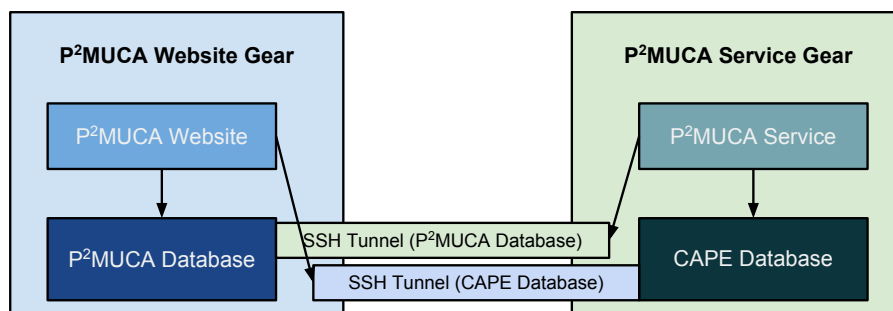 P²MUCA Website Gear
P²MUCA Service Gear
P²MUCA Website
P²MUCA Service
P²MUCA Database
SSH Tunnel (P²MUCA Database)
CAPE Database
SSH Tunnel (CAPE Database)